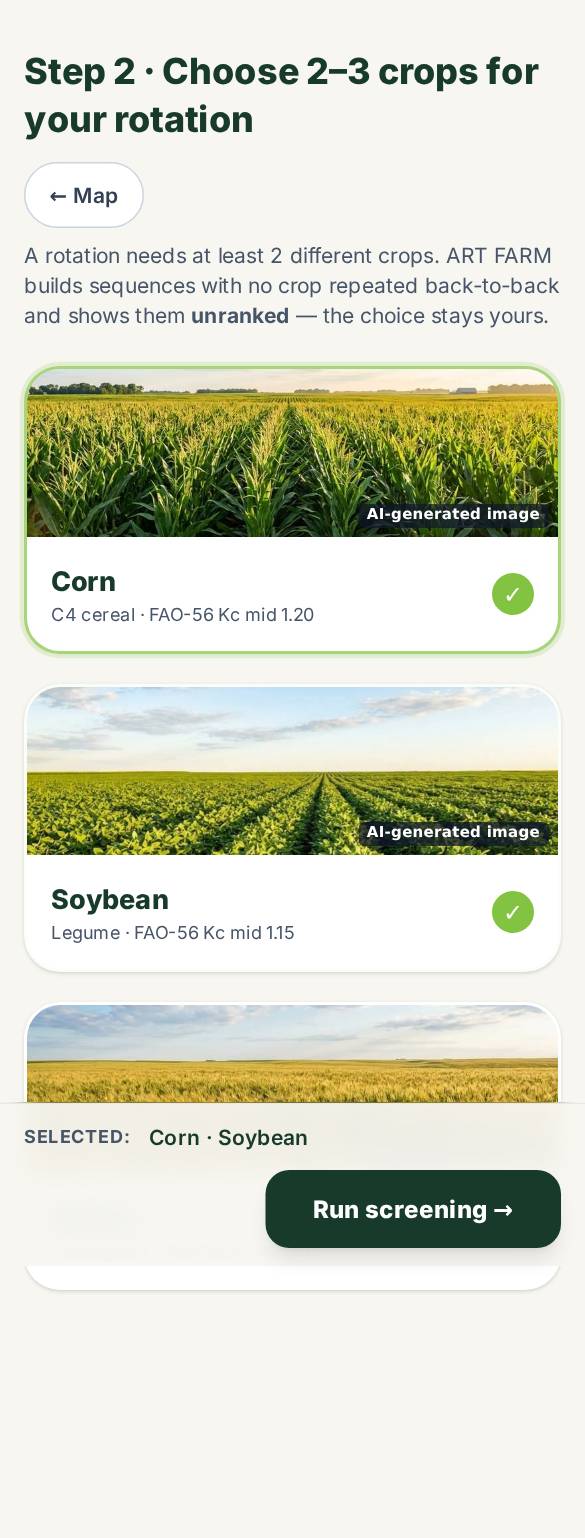 Step 2 · Choose 2–3 crops for
your rotation
← Map
A rotation needs at least 2 different crops. ART FARM
builds sequences with no crop repeated back-to-back
and shows them unranked — the choice stays yours.
AI-generated image
Corn
C4 cereal · FAO-56 Kc mid 1.20
✓
AI-generated image
Soybean
Legume · FAO-56 Kc mid 1.15
✓
SELECTED: Corn · Soybean
Run screening →